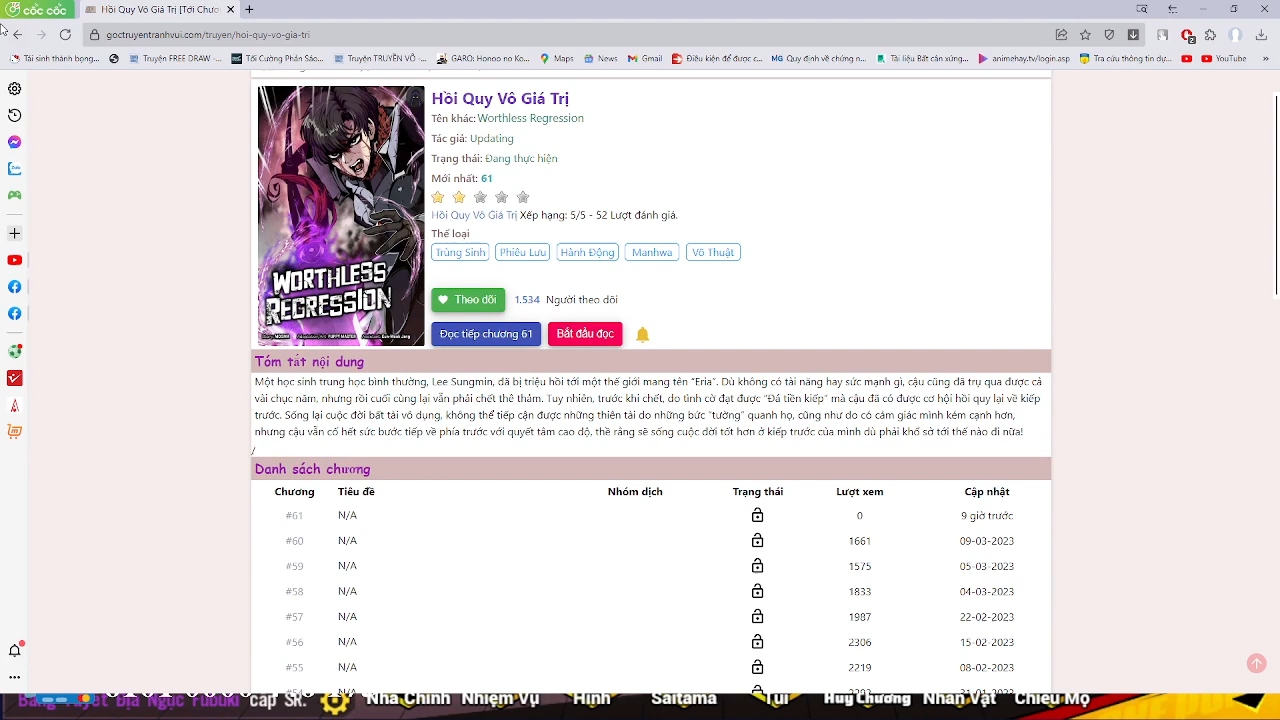 cốc cốc
Hồi Quy Vô Giá Trị [Tới Chươ
goctruyentranhvui.com/truyen/hoi-quy-vo-gia-tri
Tái sinh thành bọng...
Truyện FREE DRAW -...
Tối Cường Phản Sáo...
Truyện THIÊN VÕ -...
GARO: Honoo no Ko...
Maps
News
Gmail
Điều kiện để được c...
MG Quy định về chứng n...
Tài liệu Bất cân xứng...
animehay.tv/login.asp
Tra cứu thông tin dự...
YouTube
Hồi Quy Vô Giá Trị
Tên khác: Worthless Regression
Tác giả: Updating
Trạng thái: Đang thực hiện
Mới nhất: 61
Hồi Quy Vô Giá Trị Xếp hạng: 5/5 - 52 Lượt đánh giá.
Thể loại
Trùng Sinh Phiêu Lưu Hành Động Manhwa Võ Thuật
WORTHLESS
REGRESSION
Theo dõi 1.534 Người theo dõi
Đọc tiếp chương 61 Bắt đầu đọc
Tóm tắt nội dung
Một học sinh trung học bình thường, Lee Sungmin, đã bị triệu hồi tới một thế giới mang tên "Eria". Dù không có tài năng hay sức mạnh gì, cậu cũng đã trụ qua được cả
vài chục năm, nhưng rồi cuối cùng lại vẫn phải chết thê thảm. Tuy nhiên, trước khi chết, do tình cờ đạt được "Đá tiền kiếp" mà cậu đã có được cơ hội hồi quy lại về kiếp
trước. Sống lại cuộc đời bất tài vô dụng, không thể tiếp cận được những thiên tài do những bức "tường" quanh họ, cũng như do có cảm giác mình kém cạnh hơn,
nhưng cậu vẫn cố hết sức bước tiếp về phía trước với quyết tâm cao độ, thề rằng sẽ sống cuộc đời tốt hơn ở kiếp trước của mình dù phải khổ sở tới thế nào đi nữa!
/
Danh sách chương
Chương Tiêu đề Nhóm dịch Trạng thái Lượt xem Cập nhật
#61 N/A 0 9 giờ trước
#60 N/A 1661 09-03-2023
#59 N/A 1575 05-03-2023
#58 N/A 1833 04-03-2023
#57 N/A 1987 22-02-2023
#56 N/A 2306 15-02-2023
#55 N/A 2219 08-02-2023
#54 N/A 2292 31-01-2023
cấp SR. Nhà Chính Nhiệm Vụ Hình Saitama Túi Huy Chương Nhân Vật Chiêu Mộ